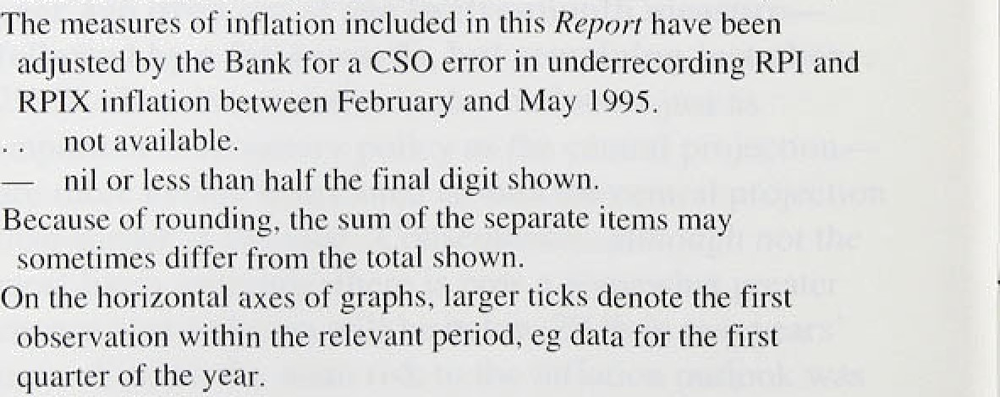 The measures of inflation included in this Report have been
adjusted by the Bank for a CSO error in underrecording RPI and
RPIX inflation between February and May 1995.
. . not available.
— nil or less than half the final digit shown.
Because of rounding, the sum of the separate items may
sometimes differ from the total shown.
On the horizontal axes of graphs, larger ticks denote the first
observation within the relevant period, eg data for the first
quarter of the year.